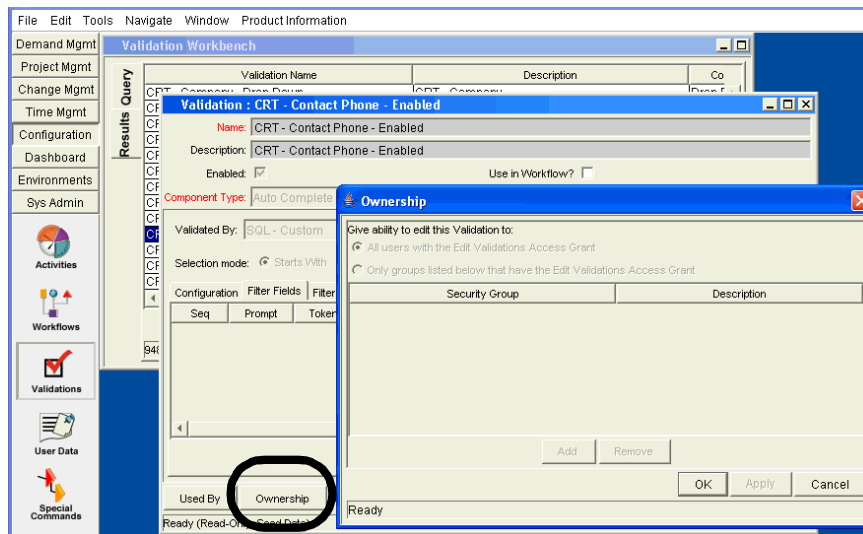 File Edit Tools Navigate Window Product Information
Demand Mgmt
Project Mgmt
Change Mgmt
Time Mgmt
Configuration
Dashboard
Environments
Sys Admin
Activities
Workflows
Validations
User Data
Special
Commands
Validation Workbench
Query
Results
Validation Name Description Co
CRT - Company - Drop Down CRT - Company
Validation : CRT - Contact Phone - Enabled
Name: CRT - Contact Phone - Enabled
Description: CRT - Contact Phone - Enabled
Enabled: Use in Workflow?
Component Type: Auto Complete
Validated By: SQL - Custom
Selection mode: Starts With
Configuration Filter Fields Filter
Seq Prompt Token
Used By Ownership
Ready (Read-Only, Seed Data)
Ownership
Give ability to edit this Validation to:
All users with the Edit Validations Access Grant
Only groups listed below that have the Edit Validations Access Grant
Security Group Description
Add Remove
OK Apply Cancel
Ready